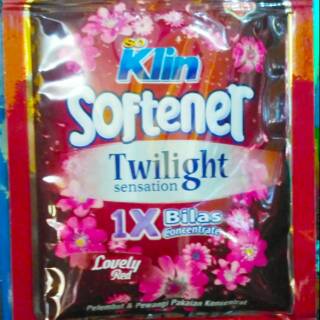 so
Klin
Softener
Twilight
sensation
1X Bilas
Concentrate
Lovely
Red
Pelembut & Pewangi Pakaian Konsentrat